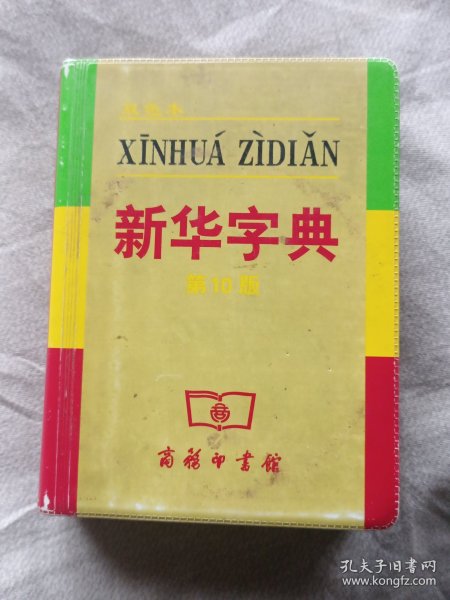 双色本
XĪNHUÁ ZÌDIǍN
新华字典
第10版
商
商务印书馆
孔夫子旧书网
www.kongfz.com